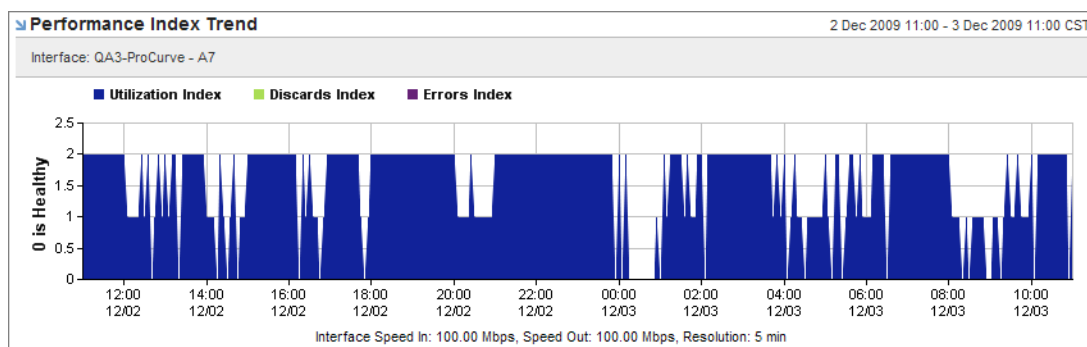 Performance Index Trend 2 Dec 2009 11:00 - 3 Dec 2009 11:00 CST
Interface: QA3-ProCurve - A7
Utilization Index Discards Index Errors Index
0 is Healthy
2.5
2
1.5
1
0.5
0
12:00 14:00 16:00 18:00 20:00 22:00 00:00 02:00 04:00 06:00 08:00 10:00
12/02 12/02 12/02 12/02 12/02 12/02 12/03 12/03 12/03 12/03 12/03 12/03
Interface Speed In: 100.00 Mbps, Speed Out: 100.00 Mbps, Resolution: 5 min